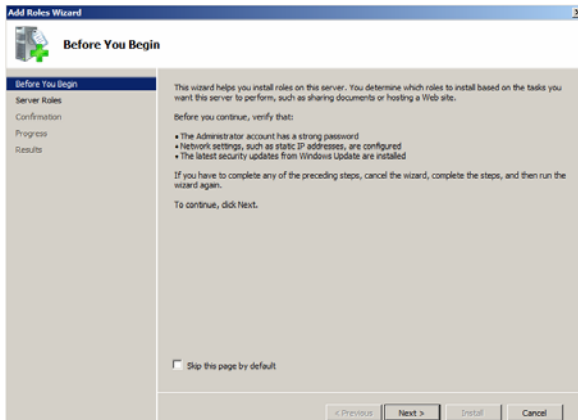 Add Roles Wizard
Before You Begin
Before You Begin
Server Roles
Confirmation
Progress
Results
This wizard helps you install roles on this server. You determine which roles to install based on the tasks you
want this server to perform, such as sharing documents or hosting a Web site.
Before you continue, verify that:
• The Administrator account has a strong password
• Network settings, such as static IP addresses, are configured
• The latest security updates from Windows Update are installed
If you have to complete any of the preceding steps, cancel the wizard, complete the steps, and then run the
wizard again.
To continue, click Next.
Skip this page by default
< Previous Next > Install Cancel